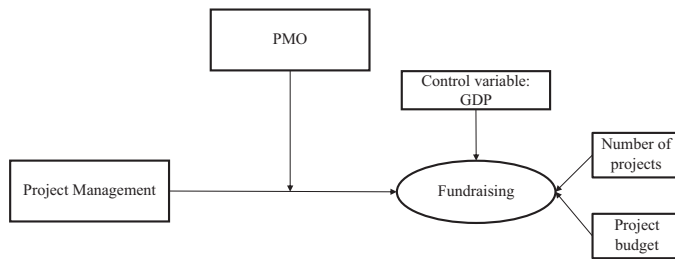 PMO
Control variable:
GDP
Number of
projects
Project Management
Fundraising
Project
budget